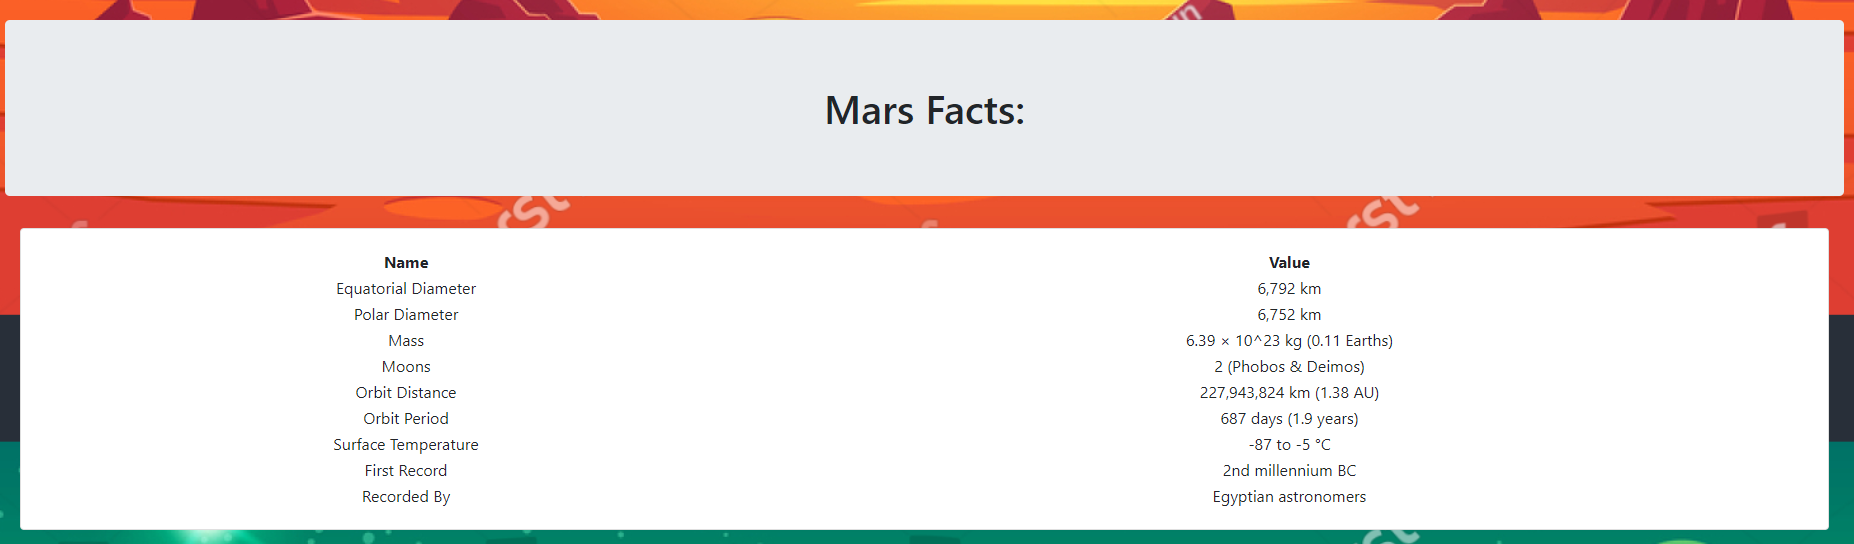 Mars Facts:
Name Value
Equatorial Diameter 6,792 km
Polar Diameter 6,752 km
Mass 6.39 × 10^23 kg (0.11 Earths)
Moons 2 (Phobos & Deimos)
Orbit Distance 227,943,824 km (1.38 AU)
Orbit Period 687 days (1.9 years)
Surface Temperature -87 to -5 °C
First Record 2nd millennium BC
Recorded By Egyptian astronomers